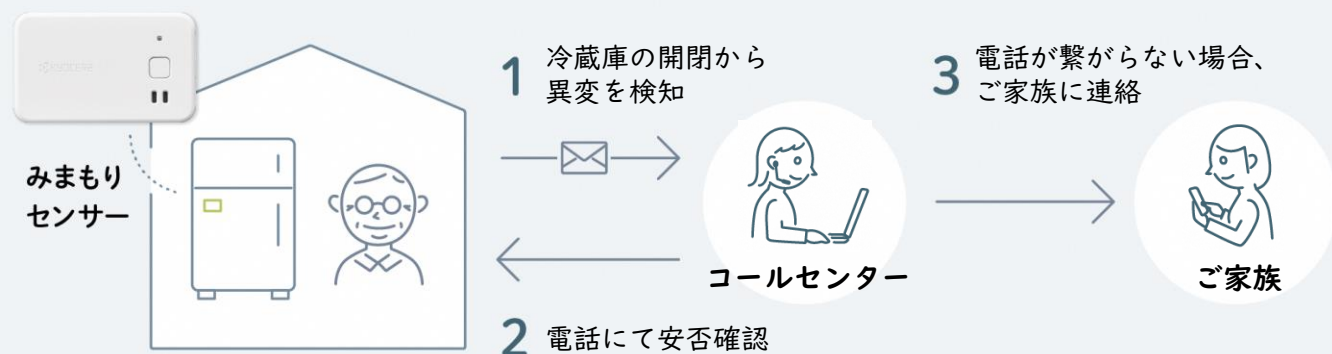 KYOCERA
みまもり
センサー
1 冷蔵庫の開閉から
異変を検知
2 電話にて安否確認
コールセンター
3 電話が繋がらない場合、
ご家族に連絡
ご家族